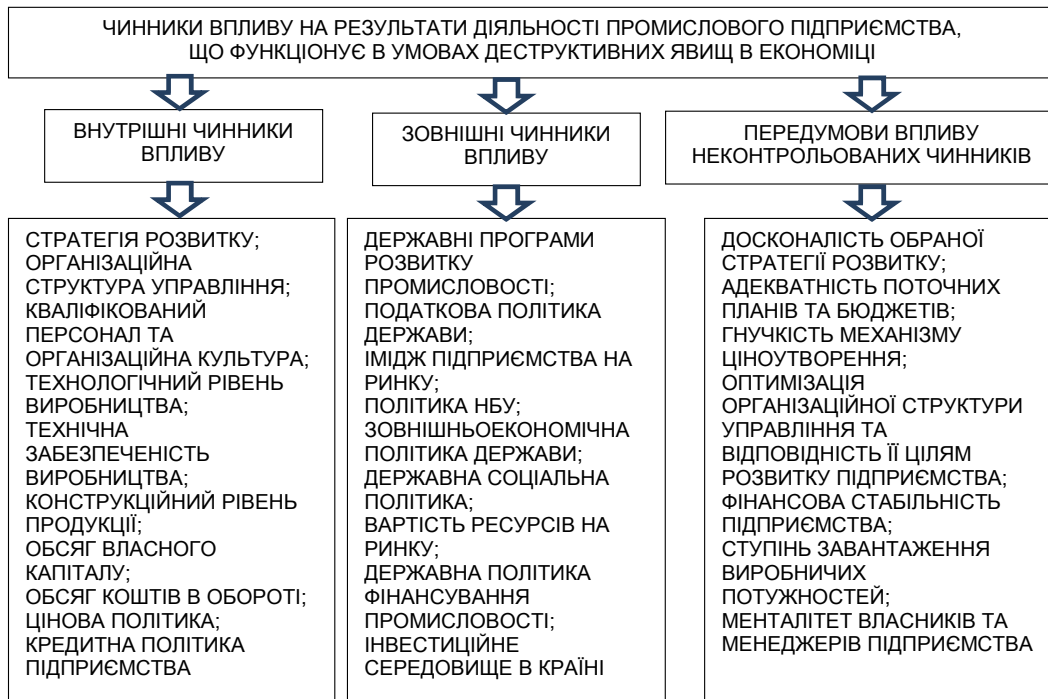 ЧИННИКИ ВПЛИВУ НА РЕЗУЛЬТАТИ ДІЯЛЬНОСТІ ПРОМИСЛОВОГО ПІДПРИЄМСТВА,
ЩО ФУНКЦІОНУЄ В УМОВАХ ДЕСТРУКТИВНИХ ЯВИЩ В ЕКОНОМІЦІ
ВНУТРІШНІ ЧИННИКИ
ВПЛИВУ
ЗОВНІШНІ ЧИННИКИ
ВПЛИВУ
ПЕРЕДУМОВИ ВПЛИВУ
НЕКОНТРОЛЬОВАНИХ ЧИННИКІВ
СТРАТЕГІЯ РОЗВИТКУ;
ОРГАНІЗАЦІЙНА
СТРУКТУРА УПРАВЛІННЯ;
КВАЛІФІКОВАНИЙ
ПЕРСОНАЛ ТА
ОРГАНІЗАЦІЙНА КУЛЬТУРА;
ТЕХНОЛОГІЧНИЙ РІВЕНЬ
ВИРОБНИЦТВА;
ТЕХНІЧНА
ЗАБЕЗПЕЧЕНІСТЬ
ВИРОБНИЦТВА;
КОНСТРУКЦІЙНИЙ РІВЕНЬ
ПРОДУКЦІЇ;
ОБСЯГ ВЛАСНОГО
КАПІТАЛУ;
ОБСЯГ КОШТІВ В ОБОРОТІ;
ЦІНОВА ПОЛІТИКА;
КРЕДИТНА ПОЛІТИКА
ПІДПРИЄМСТВА
ДЕРЖАВНІ ПРОГРАМИ
РОЗВИТКУ
ПРОМИСЛОВОСТІ;
ПОДАТКОВА ПОЛІТИКА
ДЕРЖАВИ;
ІМІДЖ ПІДПРИЄМСТВА НА
РИНКУ;
ПОЛІТИКА НБУ;
ЗОВНІШНЬОЕКОНОМІЧНА
ПОЛІТИКА ДЕРЖАВИ;
ДЕРЖАВНА СОЦІАЛЬНА
ПОЛІТИКА;
ВАРТІСТЬ РЕСУРСІВ НА
РИНКУ;
ДЕРЖАВНА ПОЛІТИКА
ФІНАНСУВАННЯ
ПРОМИСЛОВОСТІ;
ІНВЕСТИЦІЙНЕ
СЕРЕДОВИЩЕ В КРАЇНІ
ДОСКОНАЛІСТЬ ОБРАНОЇ
СТРАТЕГІЇ РОЗВИТКУ;
АДЕКВАТНІСТЬ ПОТОЧНИХ
ПЛАНІВ ТА БЮДЖЕТІВ;
ГНУЧКІСТЬ МЕХАНІЗМУ
ЦІНОУТВОРЕННЯ;
ОПТИМІЗАЦІЯ
ОРГАНІЗАЦІЙНОЇ СТРУКТУРИ
УПРАВЛІННЯ ТА
ВІДПОВІДНІСТЬ ЇЇ ЦІЛЯМ
РОЗВИТКУ ПІДПРИЄМСТВА;
ФІНАНСОВА СТАБІЛЬНІСТЬ
ПІДПРИЄМСТВА;
СТУПІНЬ ЗАВАНТАЖЕННЯ
ВИРОБНИЧИХ
ПОТУЖНОСТЕЙ;
МЕНТАЛІТЕТ ВЛАСНИКІВ ТА
МЕНЕДЖЕРІВ ПІДПРИЄМСТВА